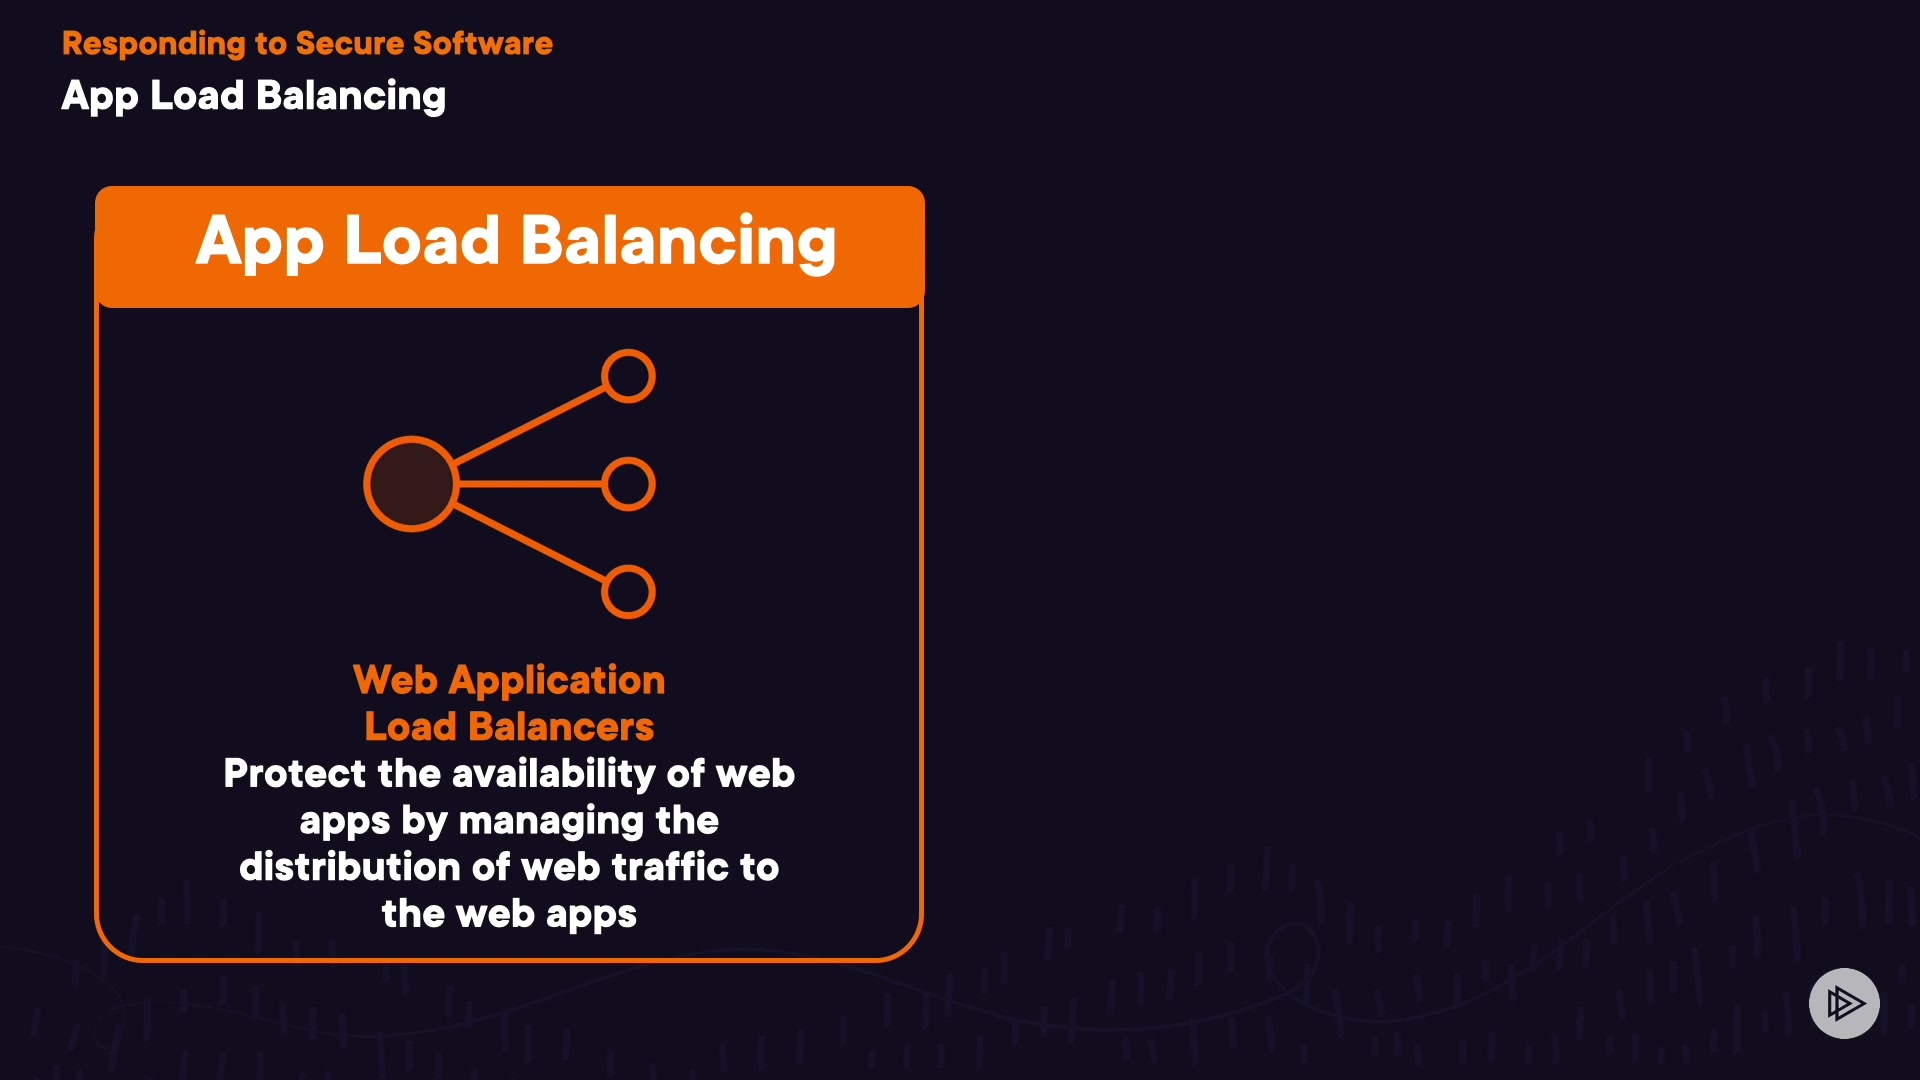 Responding to Secure Software
App Load Balancing
App Load Balancing
Web Application
Load Balancers
Protect the availability of web
apps by managing the
distribution of web traffic to
the web apps